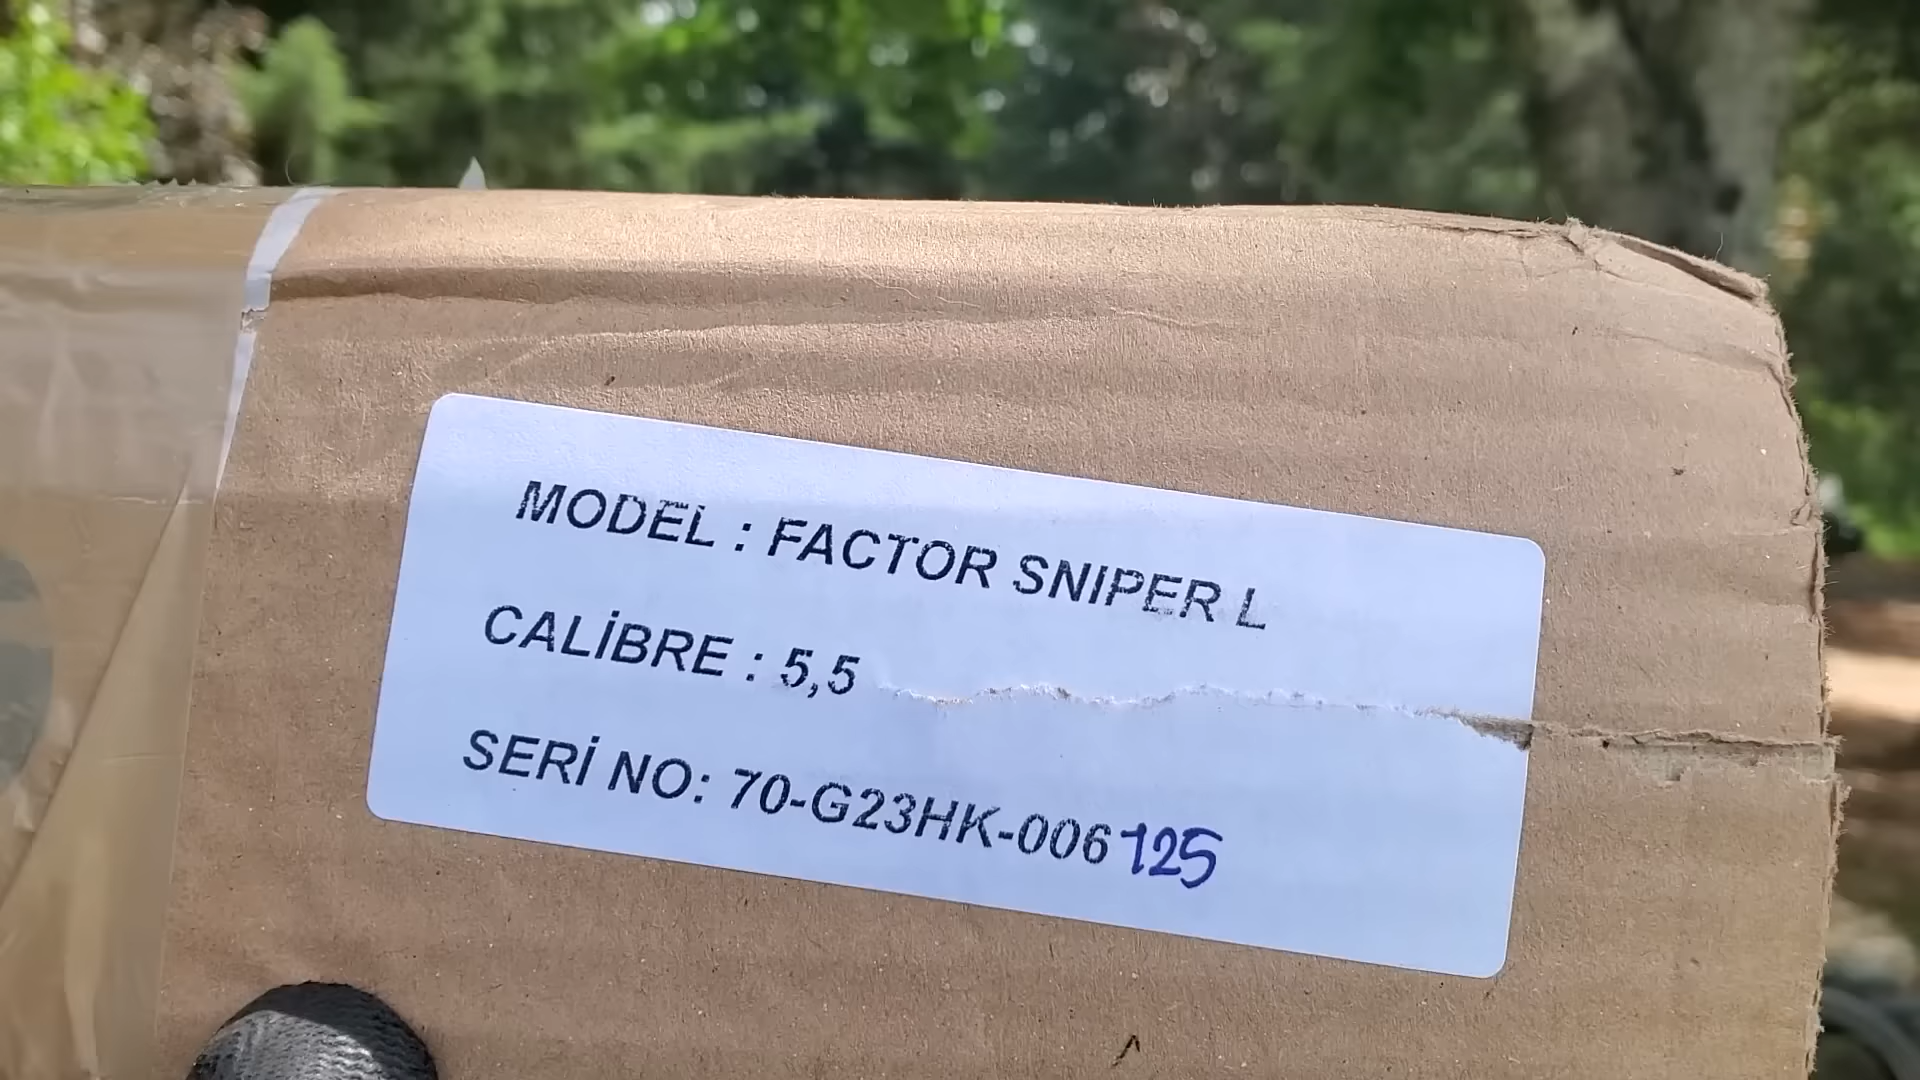 MODEL : FACTOR SNIPER L
CALİBRE : 5,5
SERİ NO: 70-G23HK-006125